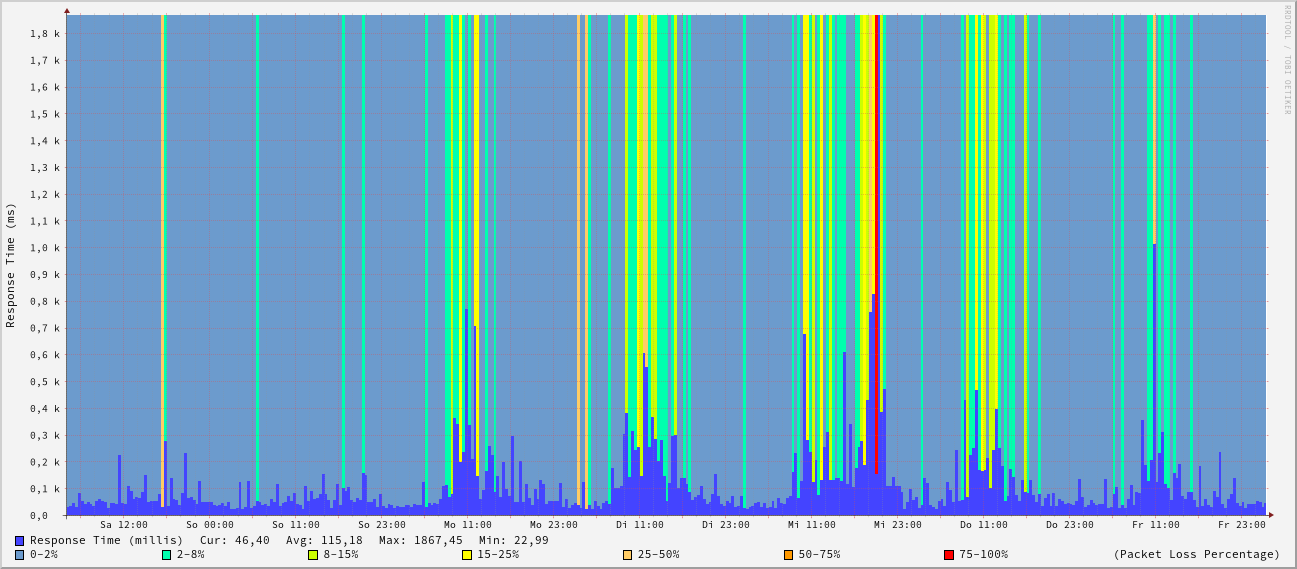 RRDTOOL / TOBI OETIKER
Response Time (ms)
1,8 k
1,7 k
1,6 k
1,5 k
1,4 k
1,3 k
1,2 k
1,1 k
1,0 k
0,9 k
0,8 k
0,7 k
0,6 k
0,5 k
0,4 k
0,3 k
0,2 k
0,1 k
0,0
Sa 12:00 So 00:00 So 11:00 So 23:00 Mo 11:00 Mo 23:00 Di 11:00 Di 23:00 Mi 11:00 Mi 23:00 Do 11:00 Do 23:00 Fr 11:00 Fr 23:00
Response Time (millis) Cur: 46,40 Avg: 115,18 Max: 1867,45 Min: 22,99
0-2% 2-8% 8-15% 15-25% 25-50% 50-75% 75-100% (Packet Loss Percentage)